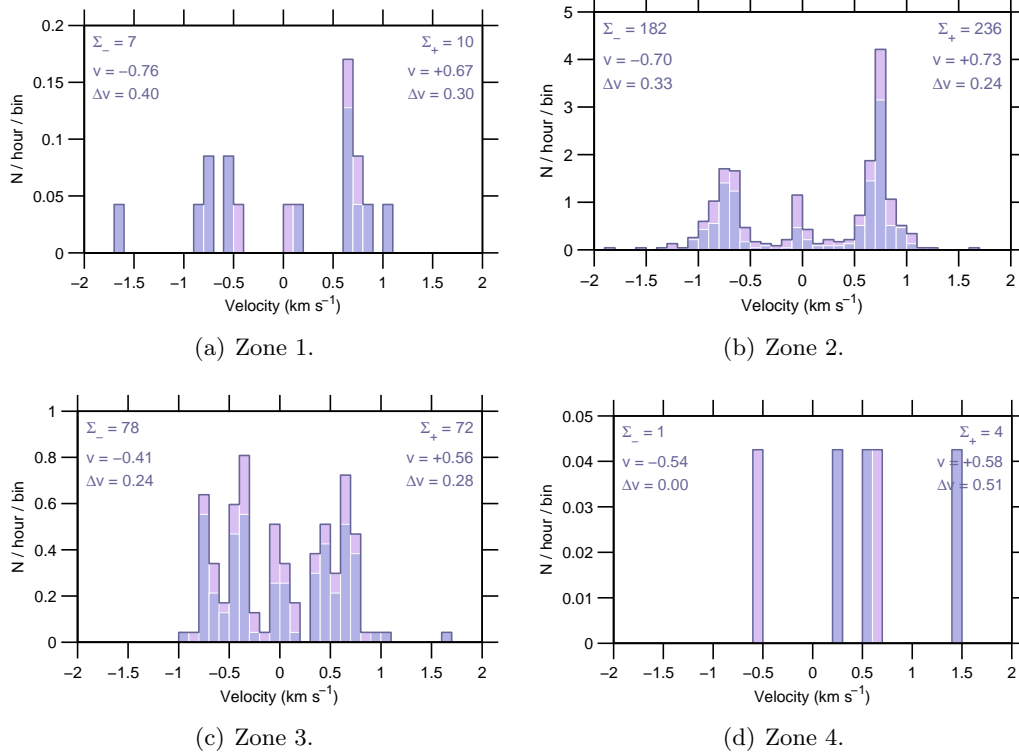 0.2
0.15
0.1
0.05
0
N / hour / bin
Σ_ = 7
v = −0.76
Δv = 0.40
Σ+ = 10
v = +0.67
Δv = 0.30
−2 −1.5 −1 −0.5 0 0.5 1 1.5 2
Velocity (km s⁻¹)
(a) Zone 1.
5
4
3
2
1
0
N / hour / bin
Σ_ = 182
v = −0.70
Δv = 0.33
Σ+ = 236
v = +0.73
Δv = 0.24
−2 −1.5 −1 −0.5 0 0.5 1 1.5 2
Velocity (km s⁻¹)
(b) Zone 2.
1
0.8
0.6
0.4
0.2
0
N / hour / bin
Σ_ = 78
v = −0.41
Δv = 0.24
Σ+ = 72
v = +0.56
Δv = 0.28
−2 −1.5 −1 −0.5 0 0.5 1 1.5 2
Velocity (km s⁻¹)
(c) Zone 3.
0.05
0.04
0.03
0.02
0.01
0
N / hour / bin
Σ_ = 1
v = −0.54
Δv = 0.00
Σ+ = 4
v = +0.58
Δv = 0.51
−2 −1.5 −1 −0.5 0 0.5 1 1.5 2
Velocity (km s⁻¹)
(d) Zone 4.